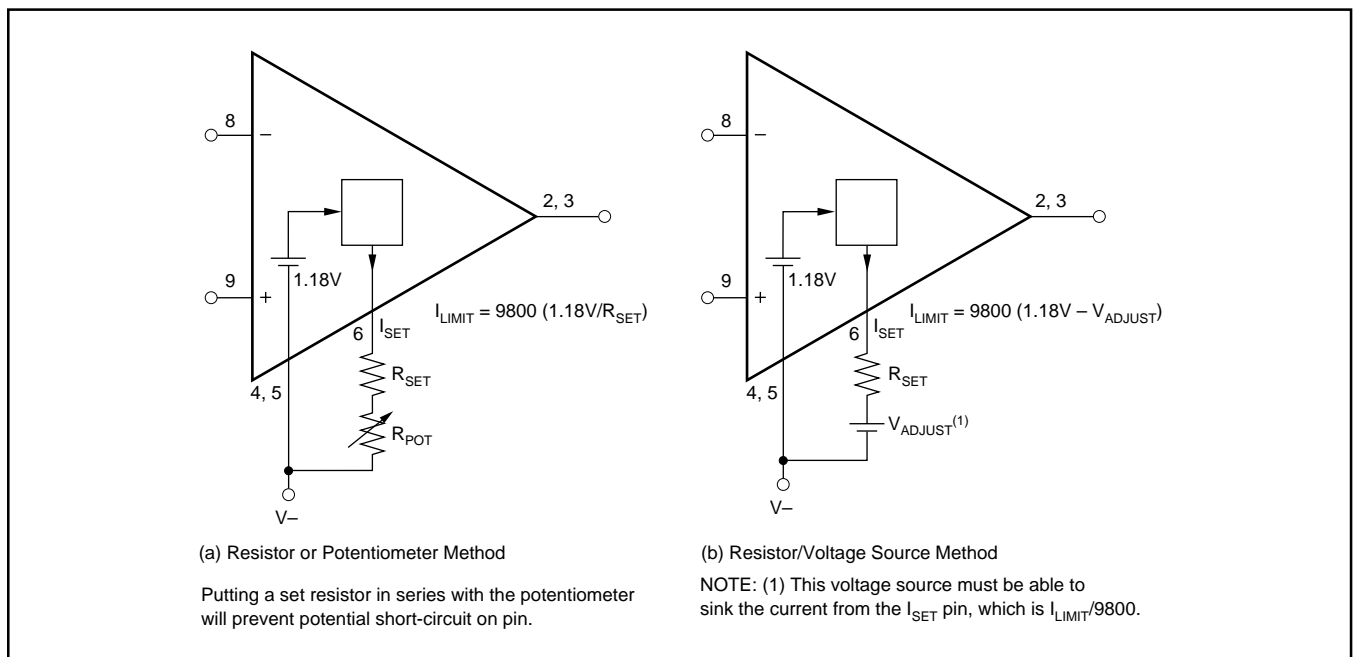 8
−
2, 3
1.18V
9
+
I_LIMIT = 9800 (1.18V/R_SET)
I_SET
6
R_SET
4, 5
R_POT
V–
(a) Resistor or Potentiometer Method
Putting a set resistor in series with the potentiometer
will prevent potential short-circuit on pin.
8
−
2, 3
1.18V
9
+
I_LIMIT = 9800 (1.18V – V_ADJUST)
I_SET
6
R_SET
4, 5
V_ADJUST(1)
V–
(b) Resistor/Voltage Source Method
NOTE: (1) This voltage source must be able to
sink the current from the I_SET pin, which is I_LIMIT/9800.